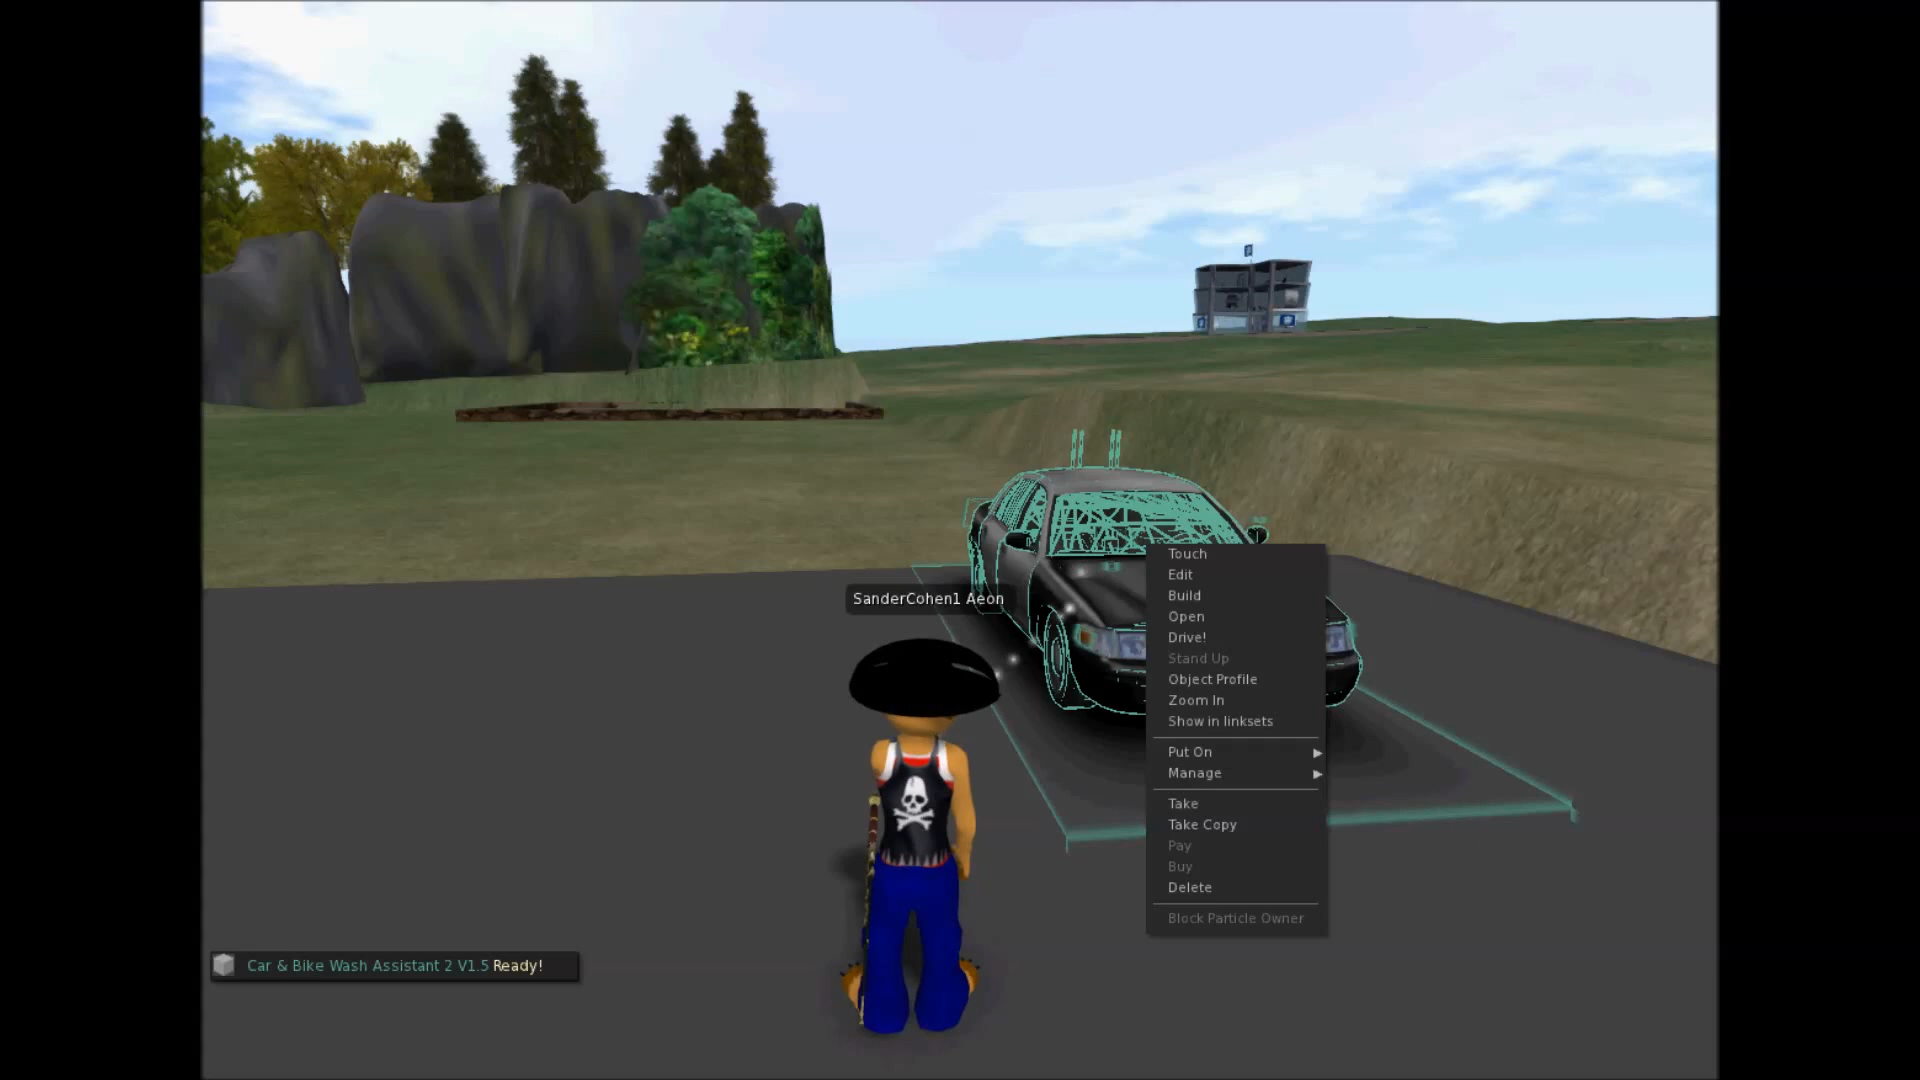 SanderCohen1 Aeon
Touch
Edit
Build
Open
Drive!
Stand Up
Object Profile
Zoom In
Show in linksets
Put On
Manage
Take
Take Copy
Pay
Buy
Delete
Block Particle Owner
Car & Bike Wash Assistant 2 V1.5 Ready!